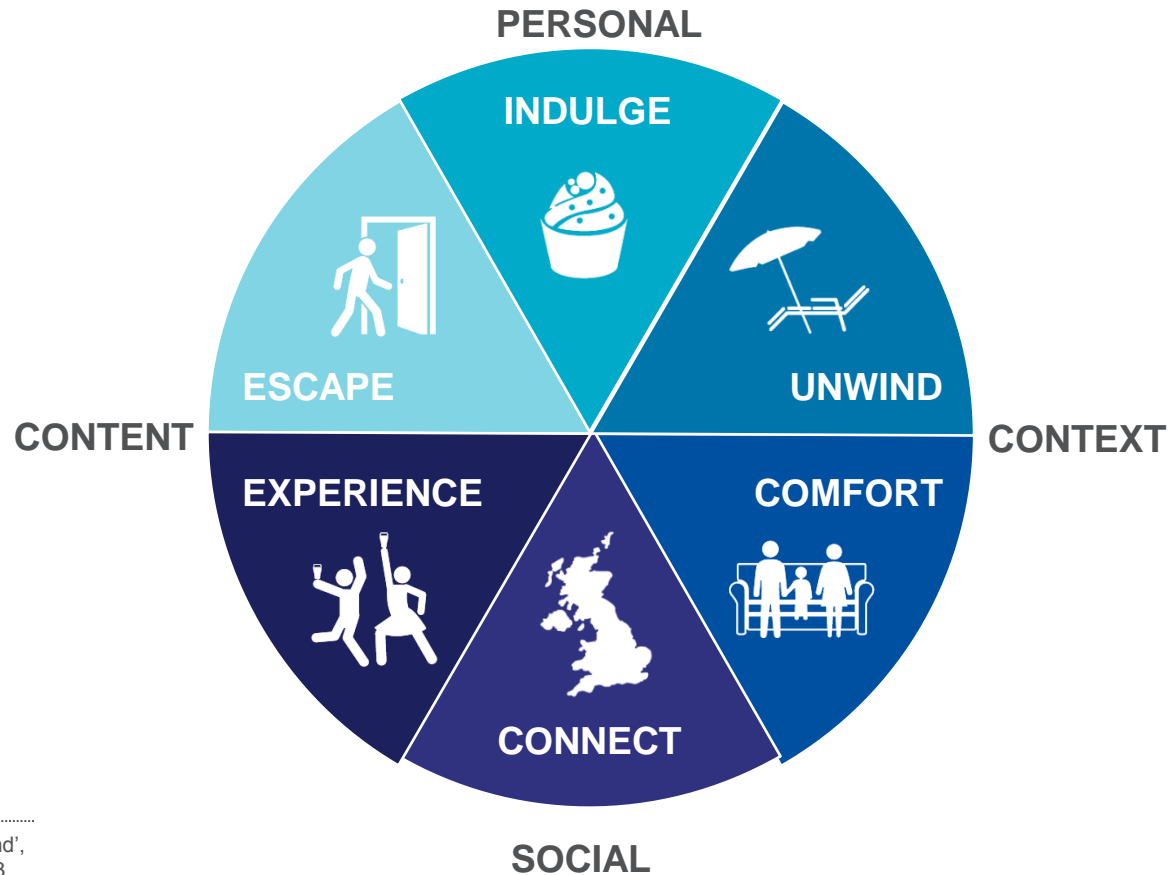 PERSONAL
INDULGE
ESCAPE
UNWIND
CONTENT
CONTEXT
EXPERIENCE
COMFORT
CONNECT
SOCIAL